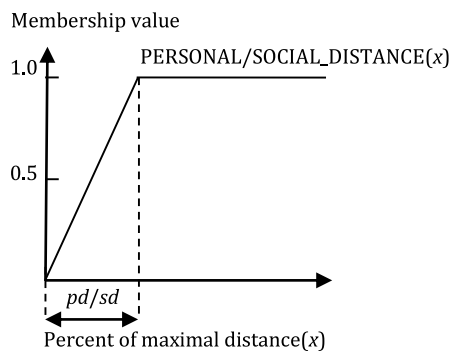 Membership value
PERSONAL/SOCIAL_DISTANCE(x)
1.0
0.5
pd/sd
Percent of maximal distance(x)